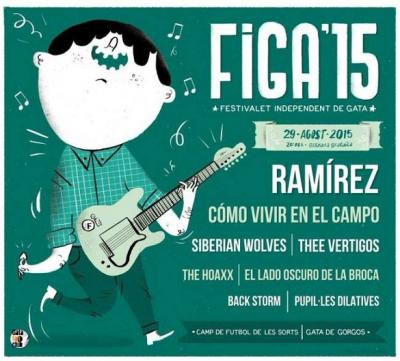 FiGA'15
★ FESTIVALET INDEPENDENT DE GATA ★
29-AGOST-2015
RAMÍREZ
CÓMO VIVIR EN EL CAMPO
SIBERIAN WOLVES | THEE VERTIGOS
THE HOAXX | EL LADO OSCURO DE LA BROCA
BACK STORM | PUPIL·LES DILATIVES
| CAMP DE FUTBOL DE LES SORTS | GATA DE GORGOS |
F